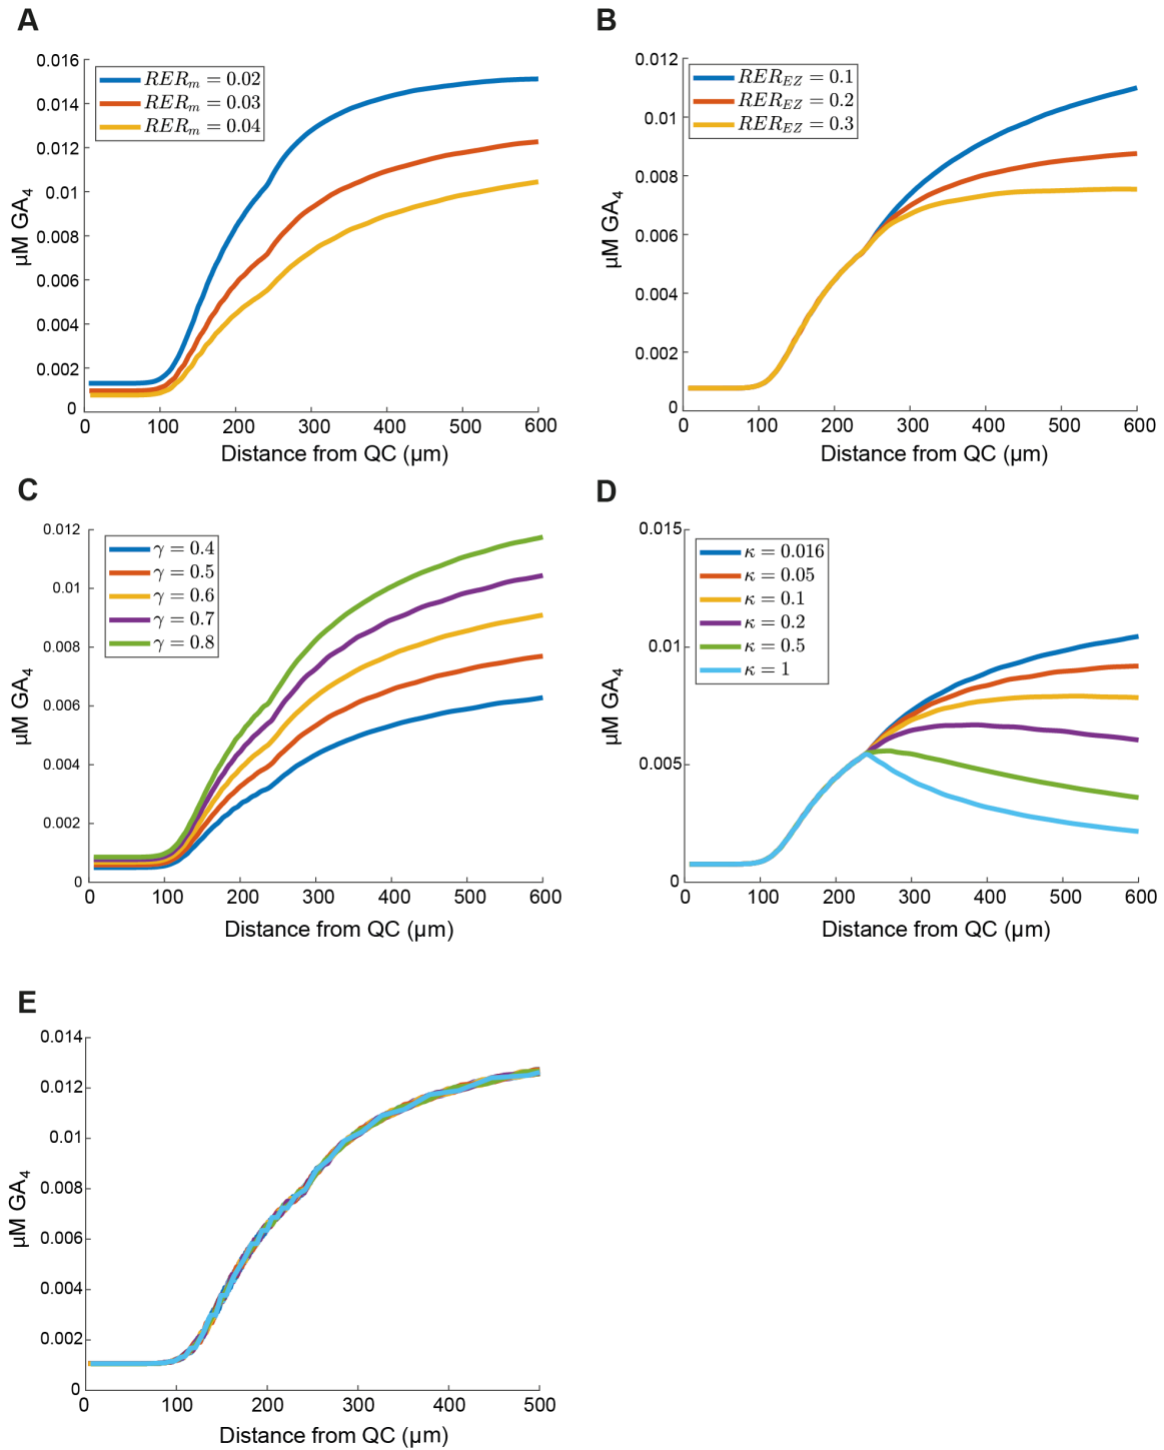 A
0.016
0.014
0.012
0.01
0.008
0.006
0.004
0.002
0
µM GA₄
RERₘ = 0.02
RERₘ = 0.03
RERₘ = 0.04
0 100 200 300 400 500 600
Distance from QC (µm)
B
0.012
0.01
0.008
0.006
0.004
0.002
0
µM GA₄
RER_EZ = 0.1
RER_EZ = 0.2
RER_EZ = 0.3
0 100 200 300 400 500 600
Distance from QC (µm)
C
0.012
0.01
0.008
0.006
0.004
0.002
0
µM GA₄
γ = 0.4
γ = 0.5
γ = 0.6
γ = 0.7
γ = 0.8
0 100 200 300 400 500 600
Distance from QC (µm)
D
0.015
0.01
0.005
0
µM GA₄
κ = 0.016
κ = 0.05
κ = 0.1
κ = 0.2
κ = 0.5
κ = 1
0 100 200 300 400 500 600
Distance from QC (µm)
E
0.014
0.012
0.01
0.008
0.006
0.004
0.002
0
µM GA₄
0 100 200 300 400 500
Distance from QC (µm)